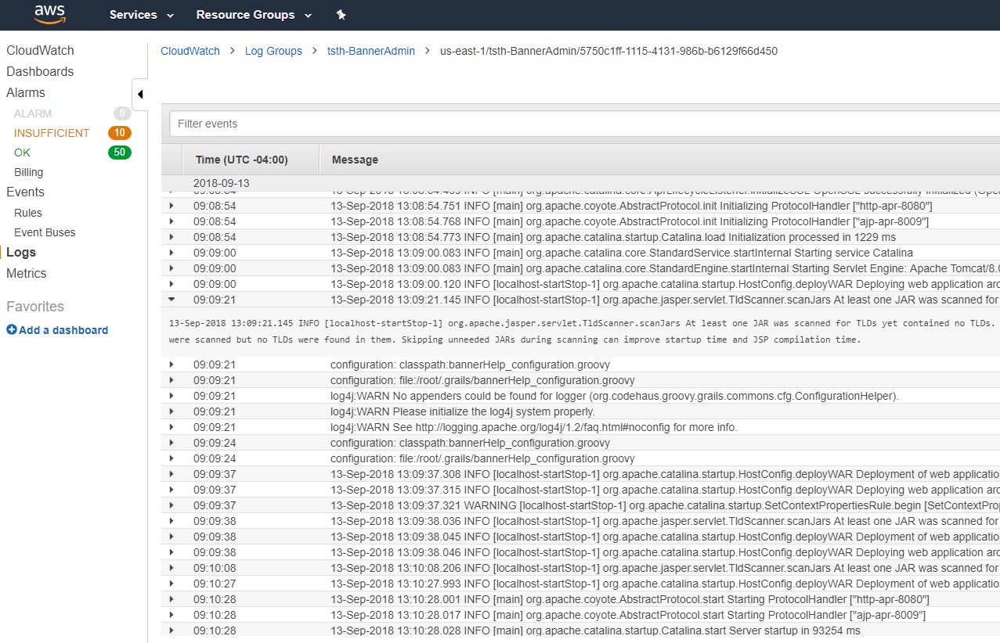 aws
Services
Resource Groups
CloudWatch
Dashboards
Alarms
ALARM 0
INSUFFICIENT 10
OK 50
Billing
Events
Rules
Event Buses
Logs
Metrics
Favorites
Add a dashboard
CloudWatch > Log Groups > tsth-BannerAdmin > us-east-1/tsth-BannerAdmin/5750c1ff-1115-4131-986b-b6129f66d450
Filter events
Time (UTC -04:00) Message
2018-09-13
09:08:54 13-Sep-2018 13:08:54.751 INFO [main] org.apache.coyote.AbstractProtocol.init Initializing ProtocolHandler ["http-apr-8080"]
09:08:54 13-Sep-2018 13:08:54.768 INFO [main] org.apache.coyote.AbstractProtocol.init Initializing ProtocolHandler ["ajp-apr-8009"]
09:08:54 13-Sep-2018 13:08:54.773 INFO [main] org.apache.catalina.startup.Catalina.load Initialization processed in 1229 ms
09:09:00 13-Sep-2018 13:09:00.083 INFO [main] org.apache.catalina.core.StandardService.startInternal Starting service Catalina
09:09:00 13-Sep-2018 13:09:00.083 INFO [main] org.apache.catalina.core.StandardEngine.startInternal Starting Servlet Engine: Apache Tomcat/8.0
09:09:00 13-Sep-2018 13:09:00.120 INFO [localhost-startStop-1] org.apache.catalina.startup.HostConfig.deployWAR Deploying web application arc
09:09:21 13-Sep-2018 13:09:21.145 INFO [localhost-startStop-1] org.apache.jasper.servlet.TldScanner.scanJars At least one JAR was scanned for
13-Sep-2018 13:09:21.145 INFO [localhost-startStop-1] org.apache.jasper.servlet.TldScanner.scanJars At least one JAR was scanned for TLDs yet contained no TLDs.
were scanned but no TLDs were found in them. Skipping unneeded JARs during scanning can improve startup time and JSP compilation time.
09:09:21 configuration: classpath:bannerHelp_configuration.groovy
09:09:21 configuration: file:/root/.grails/bannerHelp_configuration.groovy
09:09:21 log4j:WARN No appenders could be found for logger (org.codehaus.groovy.grails.commons.cfg.ConfigurationHelper).
09:09:21 log4j:WARN Please initialize the log4j system properly.
09:09:21 log4j:WARN See http://logging.apache.org/log4j/1.2/faq.html#noconfig for more info.
09:09:24 configuration: classpath:bannerHelp_configuration.groovy
09:09:24 configuration: file:/root/.grails/bannerHelp_configuration.groovy
09:09:37 13-Sep-2018 13:09:37.308 INFO [localhost-startStop-1] org.apache.catalina.startup.HostConfig.deployWAR Deployment of web applicatio
09:09:37 13-Sep-2018 13:09:37.315 INFO [localhost-startStop-1] org.apache.catalina.startup.HostConfig.deployWAR Deploying web application arc
09:09:37 13-Sep-2018 13:09:37.321 WARNING [localhost-startStop-1] org.apache.catalina.startup.SetContextPropertiesRule.begin [SetContextProp
09:09:38 13-Sep-2018 13:09:38.036 INFO [localhost-startStop-1] org.apache.jasper.servlet.TldScanner.scanJars At least one JAR was scanned for
09:09:38 13-Sep-2018 13:09:38.045 INFO [localhost-startStop-1] org.apache.catalina.startup.HostConfig.deployWAR Deployment of web applicatio
09:09:38 13-Sep-2018 13:09:38.046 INFO [localhost-startStop-1] org.apache.catalina.startup.HostConfig.deployWAR Deploying web application arc
09:10:08 13-Sep-2018 13:10:08.206 INFO [localhost-startStop-1] org.apache.jasper.servlet.TldScanner.scanJars At least one JAR was scanned for
09:10:27 13-Sep-2018 13:10:27.993 INFO [localhost-startStop-1] org.apache.catalina.startup.HostConfig.deployWAR Deployment of web applicatio
09:10:28 13-Sep-2018 13:10:28.001 INFO [main] org.apache.coyote.AbstractProtocol.start Starting ProtocolHandler ["http-apr-8080"]
09:10:28 13-Sep-2018 13:10:28.017 INFO [main] org.apache.coyote.AbstractProtocol.start Starting ProtocolHandler ["ajp-apr-8009"]
09:10:28 13-Sep-2018 13:10:28.028 INFO [main] org.apache.catalina.startup.Catalina.start Server startup in 93254 ms